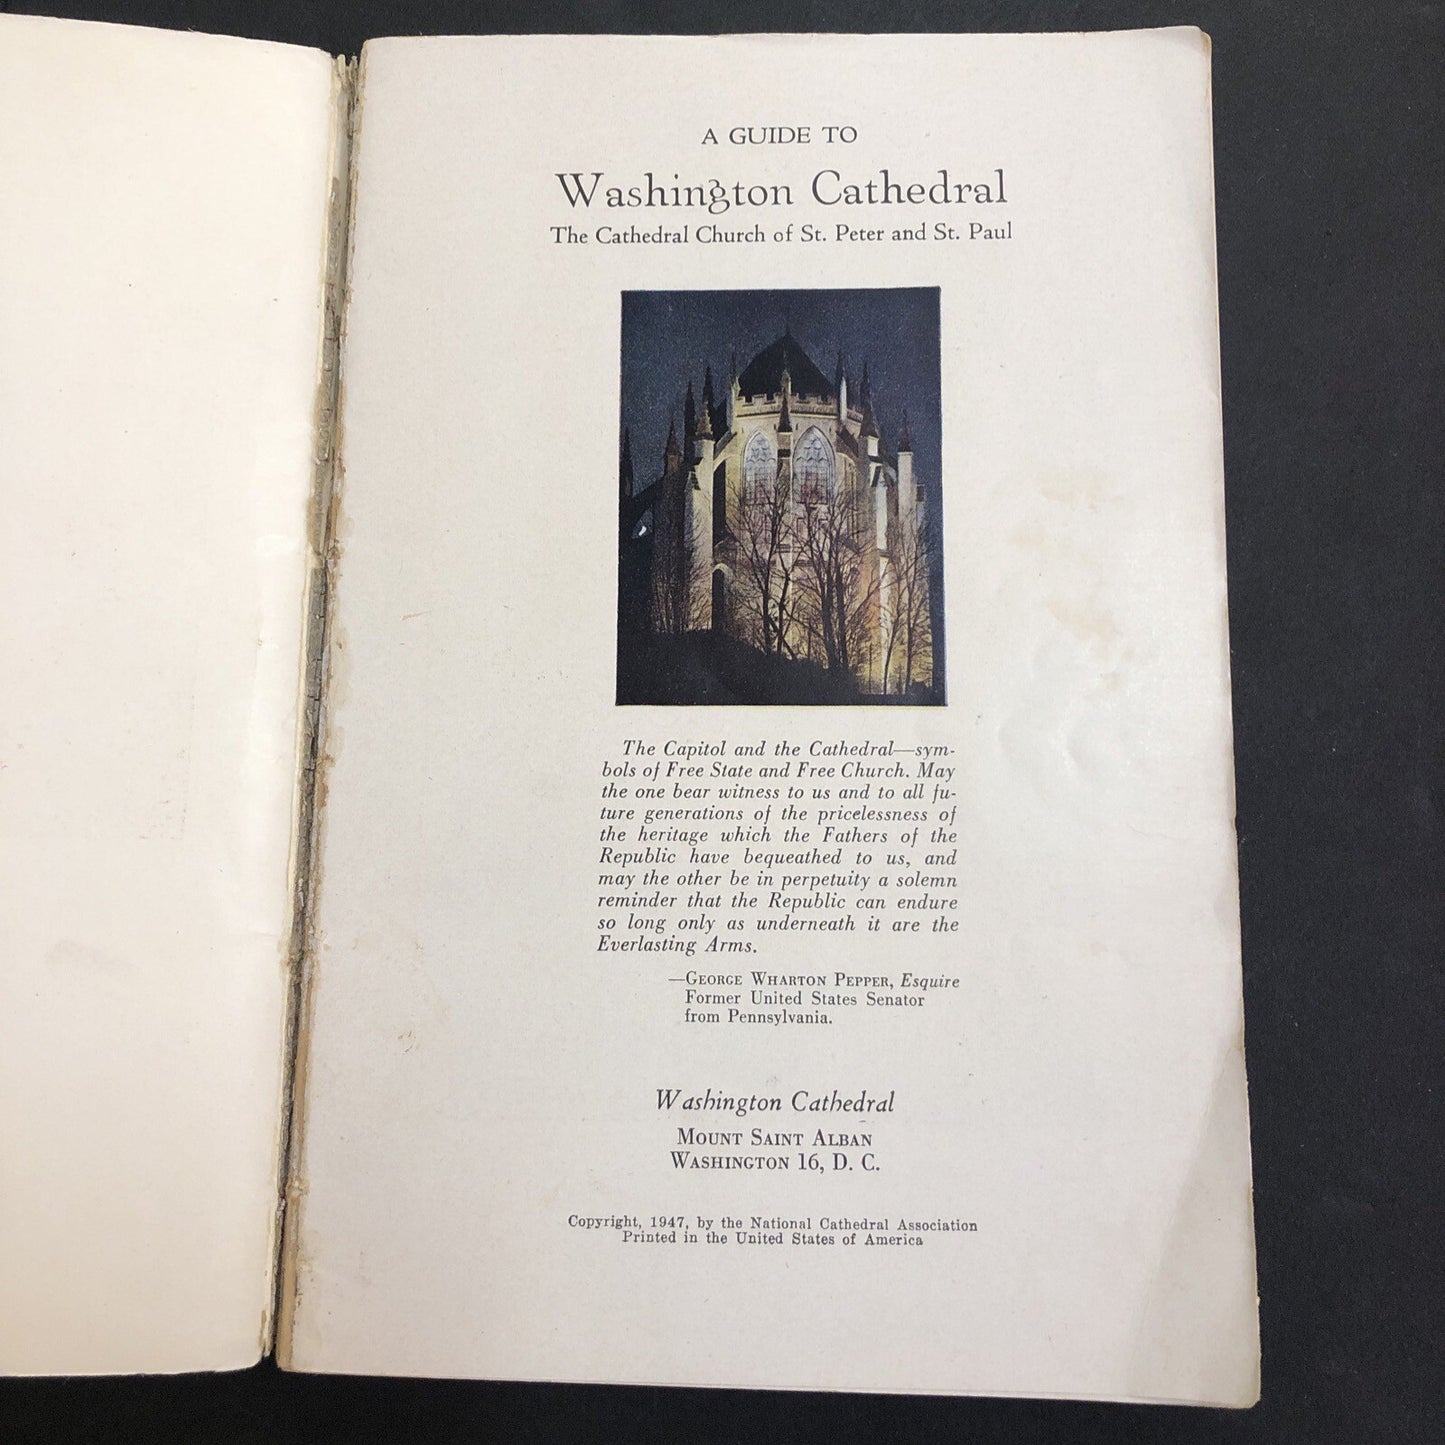 A GUIDE TO
Washington Cathedral
The Cathedral Church of St. Peter and St. Paul
The Capitol and the Cathedral—sym-
bols of Free State and Free Church. May
the one bear witness to us and to all fu-
ture generations of the pricelessness of
the heritage which the Fathers of the
Republic have bequeathed to us, and
may the other be in perpetuity a solemn
reminder that the Republic can endure
so long only as underneath it are the
Everlasting Arms.
—GEORGE WHARTON PEPPER, Esquire
Former United States Senator
from Pennsylvania.
Washington Cathedral
MOUNT SAINT ALBAN
WASHINGTON 16, D. C.
Copyright, 1947, by the National Cathedral Association
Printed in the United States of America